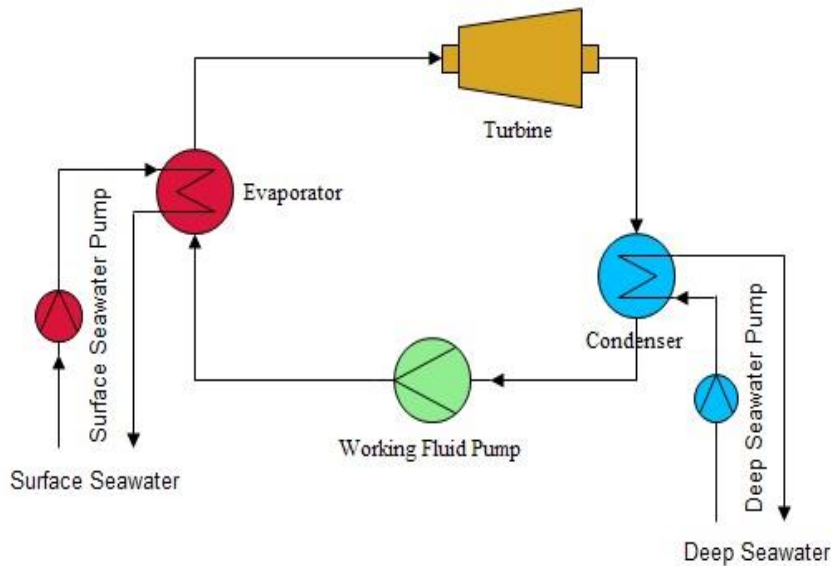 Turbine
Evaporator
Surface Seawater Pump
Condenser
Deep Seawater Pump
Working Fluid Pump
Surface Seawater
Deep Seawater